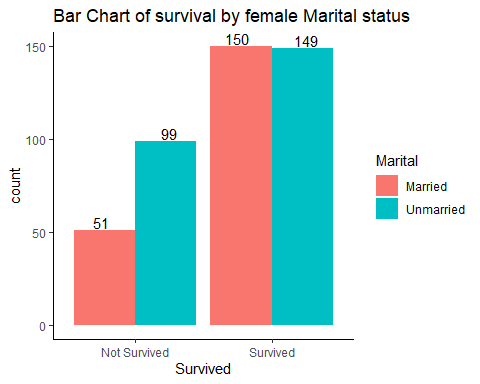 Bar Chart of survival by female Marital status
150
149
150
99
100
Marital
Married
count
Unmarried
51
50
0
Not Survived
Survived
Survived